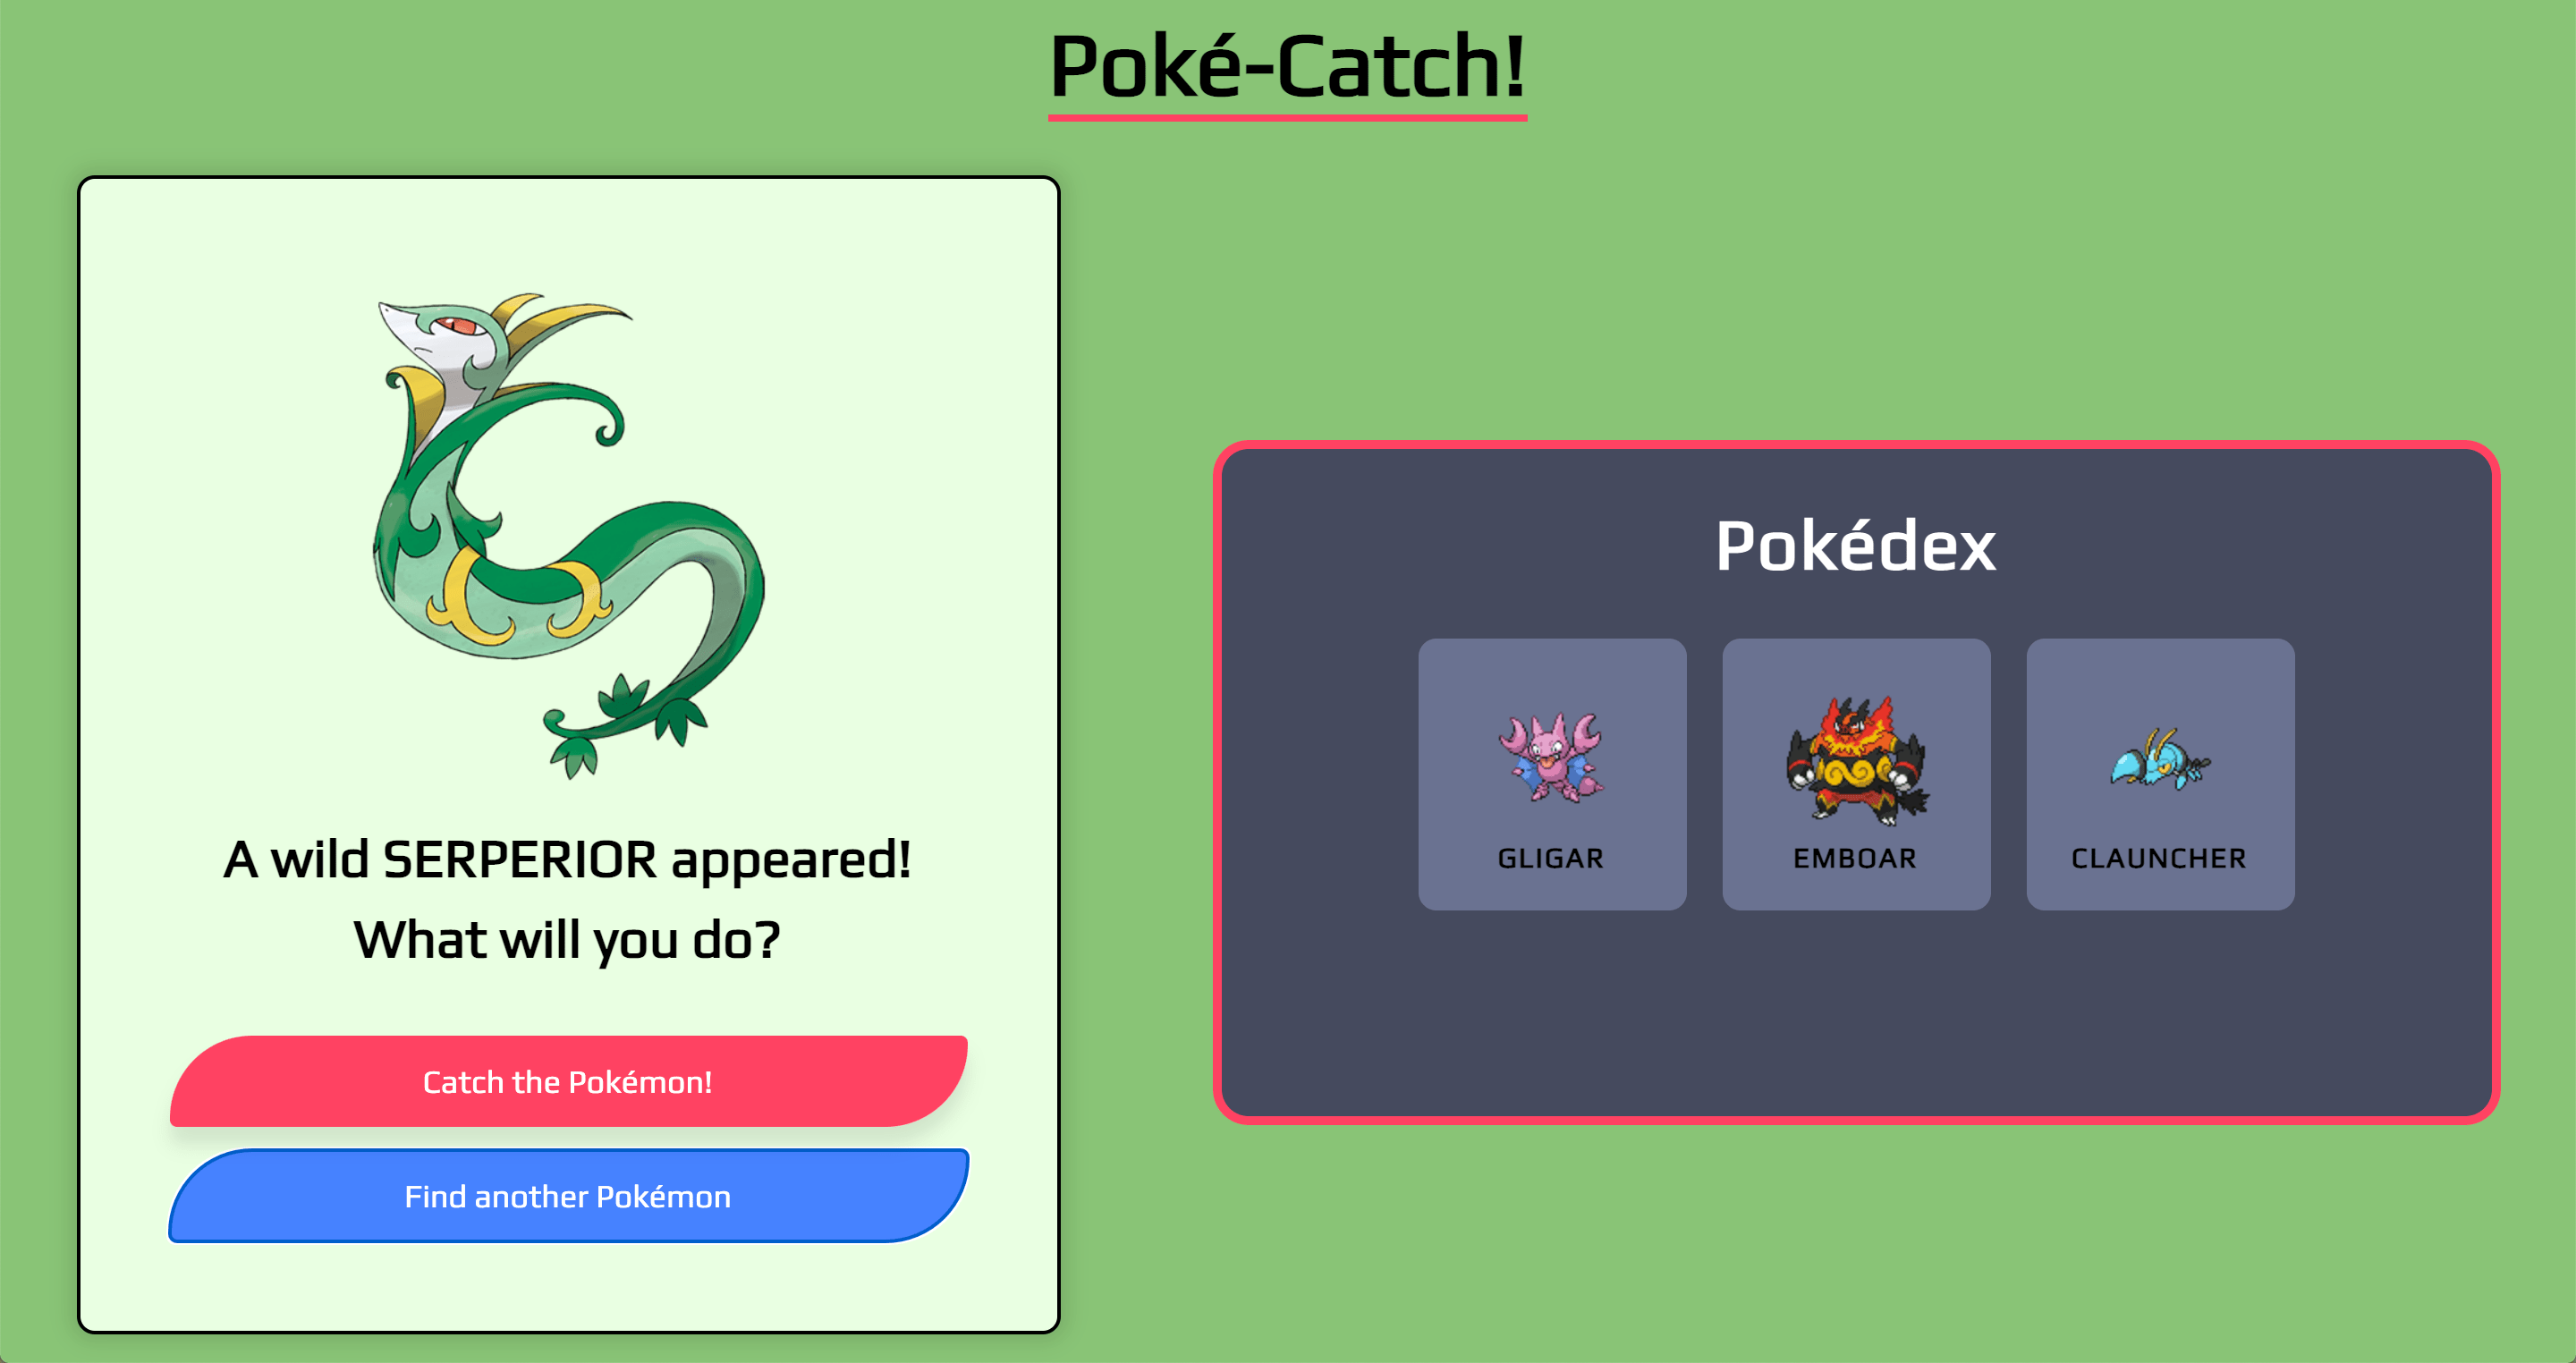 Poké-Catch!
A wild SERPERIOR appeared!
What will you do?
Catch the Pokémon!
Find another Pokémon
Pokédex
GLIGAR
EMBOAR
CLAUNCHER